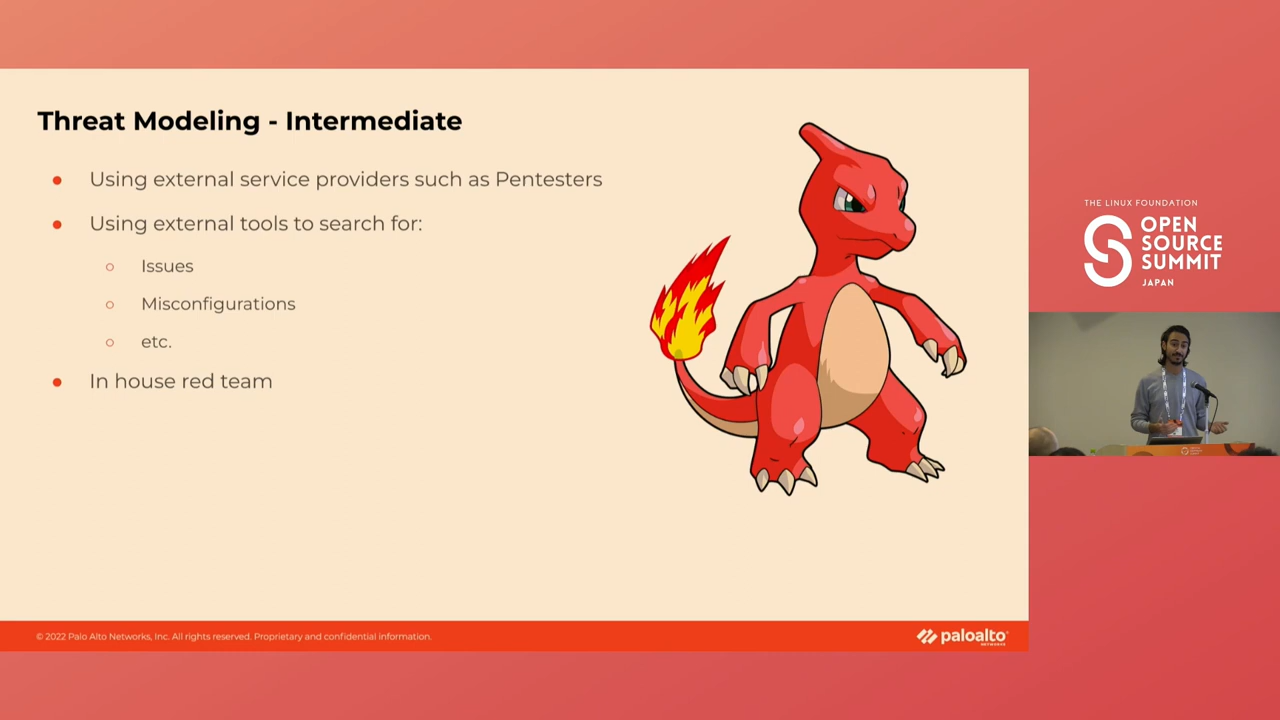 Threat Modeling - Intermediate
Using external service providers such as Pentesters
Using external tools to search for:
Issues
Misconfigurations
etc.
In house red team
© 2022 Palo Alto Networks, Inc. All rights reserved. Proprietary and confidential information.
paloalto
NETWORKS
THE LINUX FOUNDATION
OPEN
SOURCE
SUMMIT
JAPAN